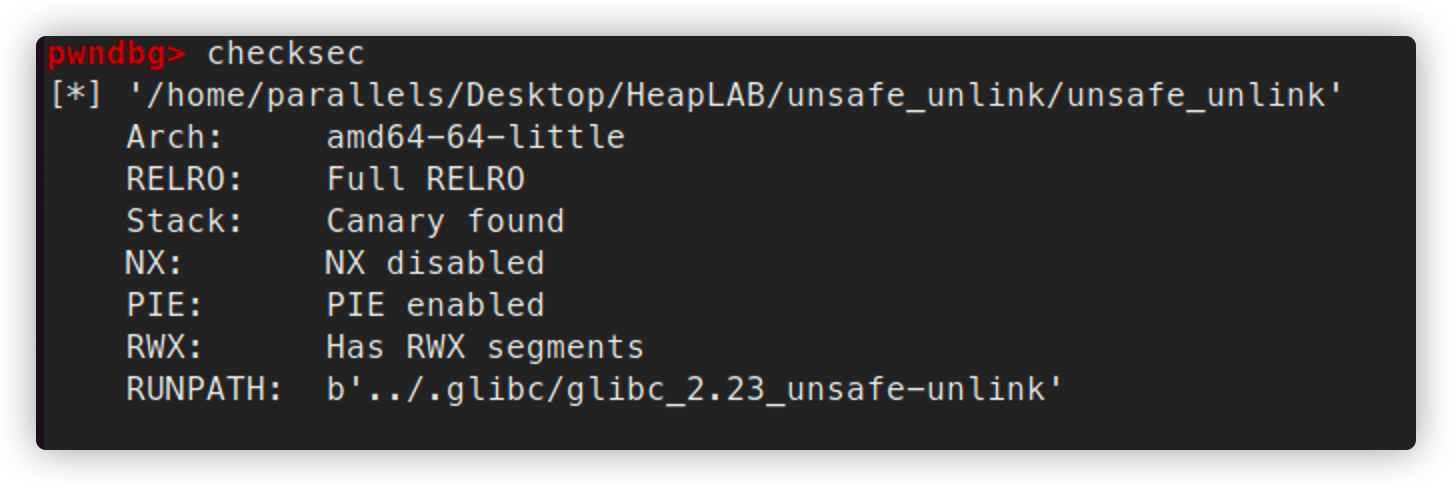 pwndbg> checksec
[*] '/home/parallels/Desktop/HeapLAB/unsafe_unlink/unsafe_unlink'
    Arch:     amd64-64-little
    RELRO:    Full RELRO
    Stack:    Canary found
    NX:       NX disabled
    PIE:      PIE enabled
    RWX:      Has RWX segments
    RUNPATH:  b'../.glibc/glibc_2.23_unsafe-unlink'